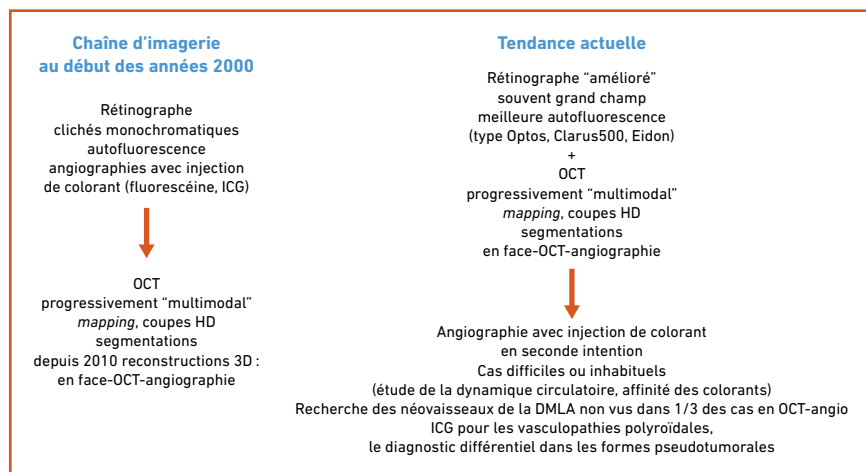 Chaîne d'imagerie
au début des années 2000
Rétinographe
clichés monochromatiques
autofluorescence
angiographies avec injection
de colorant (fluorescéine, ICG)
OCT
progressivement “multimodal”
mapping, coupes HD
segmentations
depuis 2010 reconstructions 3D :
en face-OCT-angiographie
Tendance actuelle
Rétinographe “amélioré”
souvent grand champ
meilleure autofluorescence
(type Optos, Clarus500, Eidon)
+
OCT
progressivement “multimodal”
mapping, coupes HD
segmentations
en face-OCT-angiographie
Angiographie avec injection de colorant
en seconde intention
Cas difficiles ou inhabituels
(étude de la dynamique circulatoire, affinité des colorants)
Recherche des néovaisseaux de la DMLA non vus dans 1/3 des cas en OCT-angio
ICG pour les vasculopathies polyroïdales,
le diagnostic différentiel dans les formes pseudotumorales